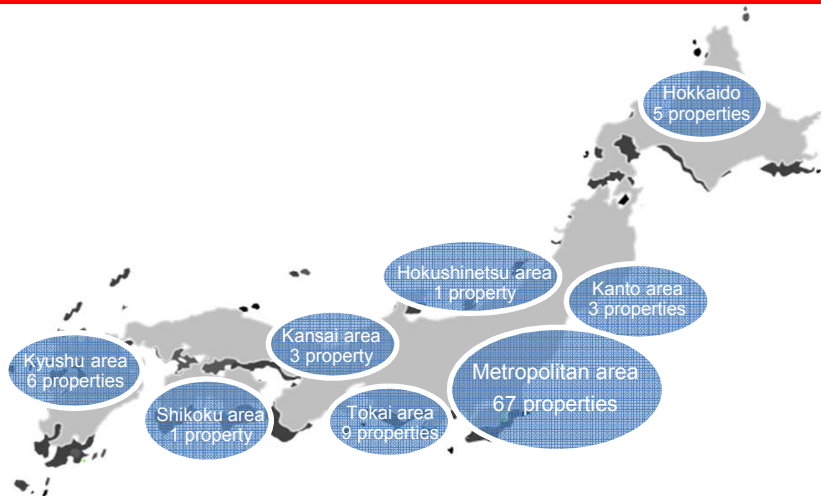 Hokkaido
5 properties
Hokushinetsu area
1 property
Kanto area
3 properties
Kansai area
3 property
Kyushu area
6 properties
Metropolitan area
67 properties
Shikoku area
1 property
Tokai area
9 properties